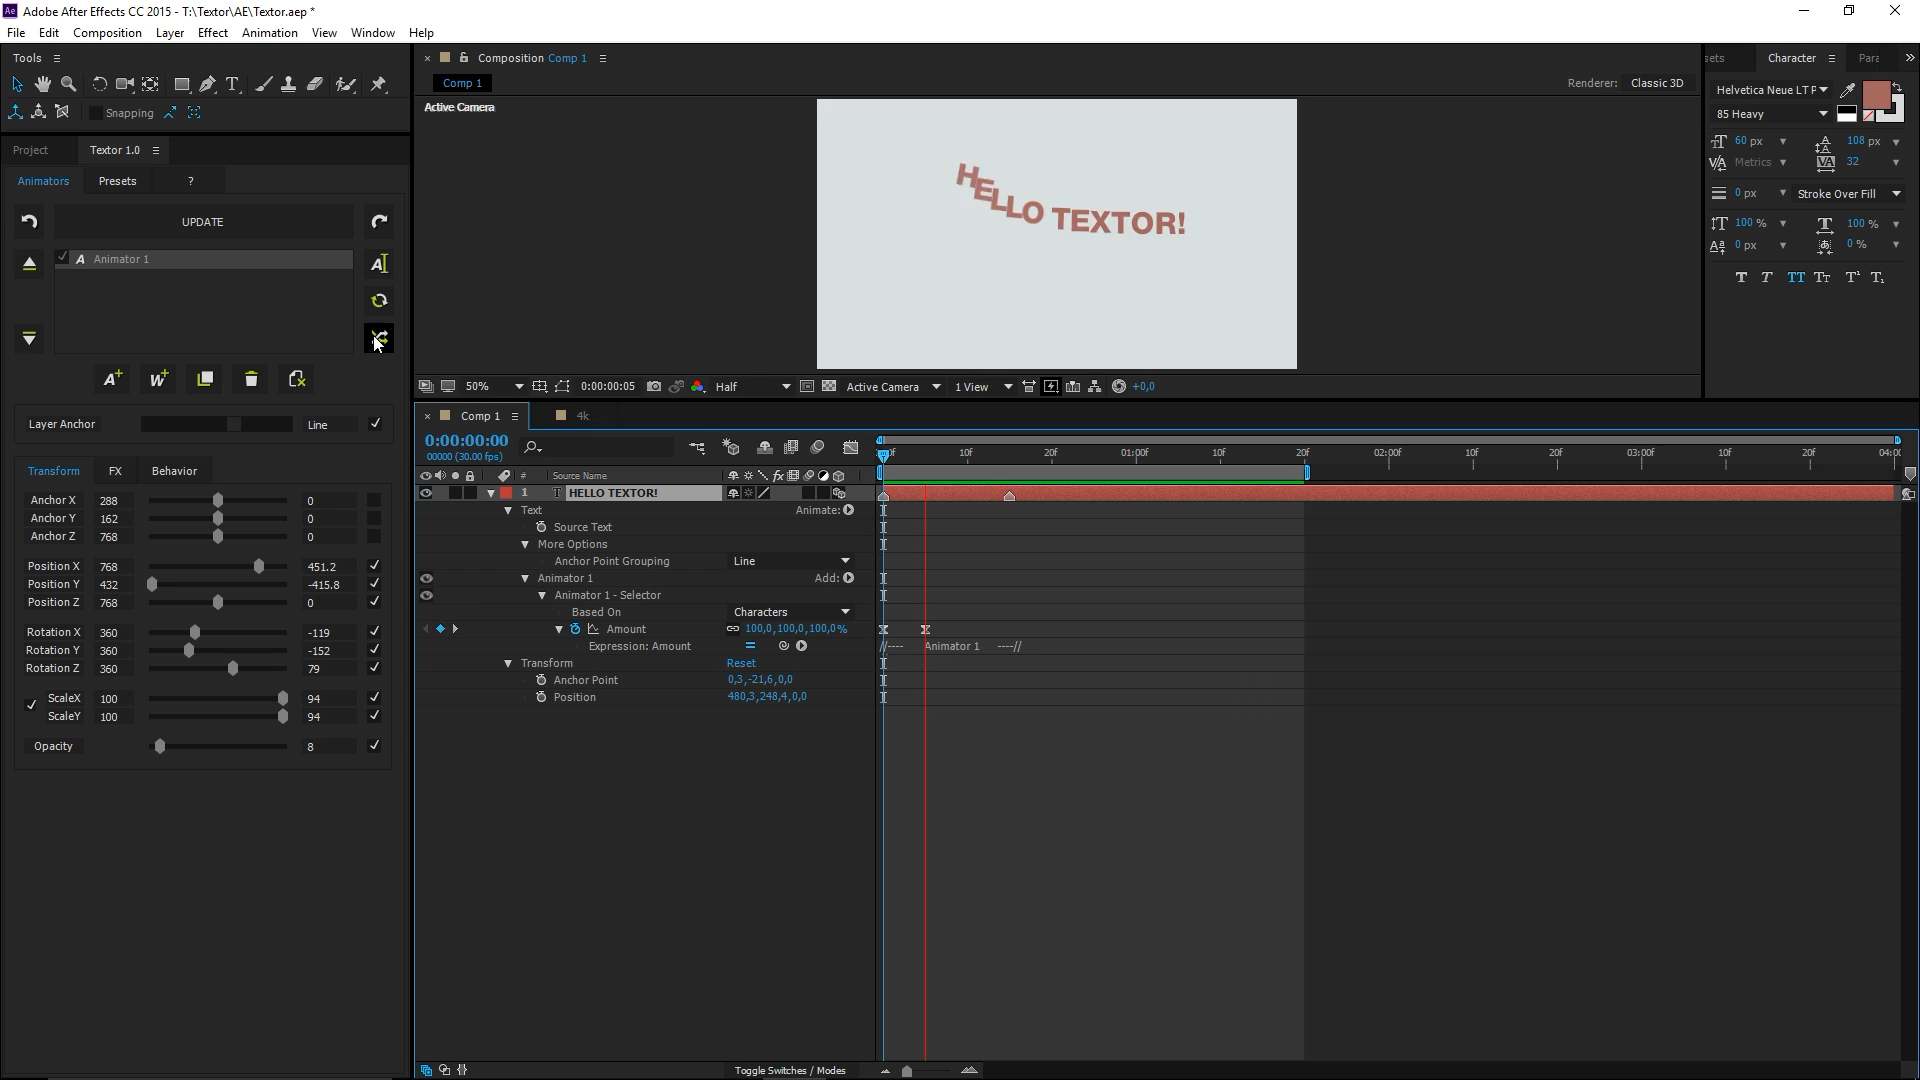 Ae Adobe After Effects CC 2015 - T:\Textor\AE\Textor.aep *
File Edit Composition Layer Effect Animation View Window Help
Tools
Snapping
Project Textor 1.0
Animators Presets ?
UPDATE
A Animator 1
A+ W+
Layer Anchor Line
Transform FX Behavior
Anchor X 288 0
Anchor Y 162 0
Anchor Z 768 0
Position X 768 451.2
Position Y 432 -415.8
Position Z 768 0
Rotation X 360 -119
Rotation Y 360 -152
Rotation Z 360 79
ScaleX 100 94
ScaleY 100 94
Opacity 8
Composition Comp 1
Comp 1 Renderer: Classic 3D
Active Camera
HELLO TEXTOR!
50% 0:00:00:05 Half Active Camera 1 View +0,0
Comp 1 4k
0:00:00:00
00000 (30.00 fps)
10f 20f 01:00f 10f 20f 02:00f 10f 20f 03:00f 10f 20f
# Source Name
1 T HELLO TEXTOR!
Text Animate:
Source Text
More Options
Anchor Point Grouping Line
Animator 1 Add:
Animator 1 - Selector
Based On Characters
Amount 100,0,100,0,100,0%
Expression: Amount //---- Animator 1 ----//
Transform Reset
Anchor Point 0,3,-21,6,0,0
Position 480,3,248,4,0,0
Toggle Switches / Modes
sets Character Para
Helvetica Neue LT P
85 Heavy
60 px 108 px
Metrics 32
0 px Stroke Over Fill
100 % 100 %
0 px 0 %
T T TT Tt T¹ T₁